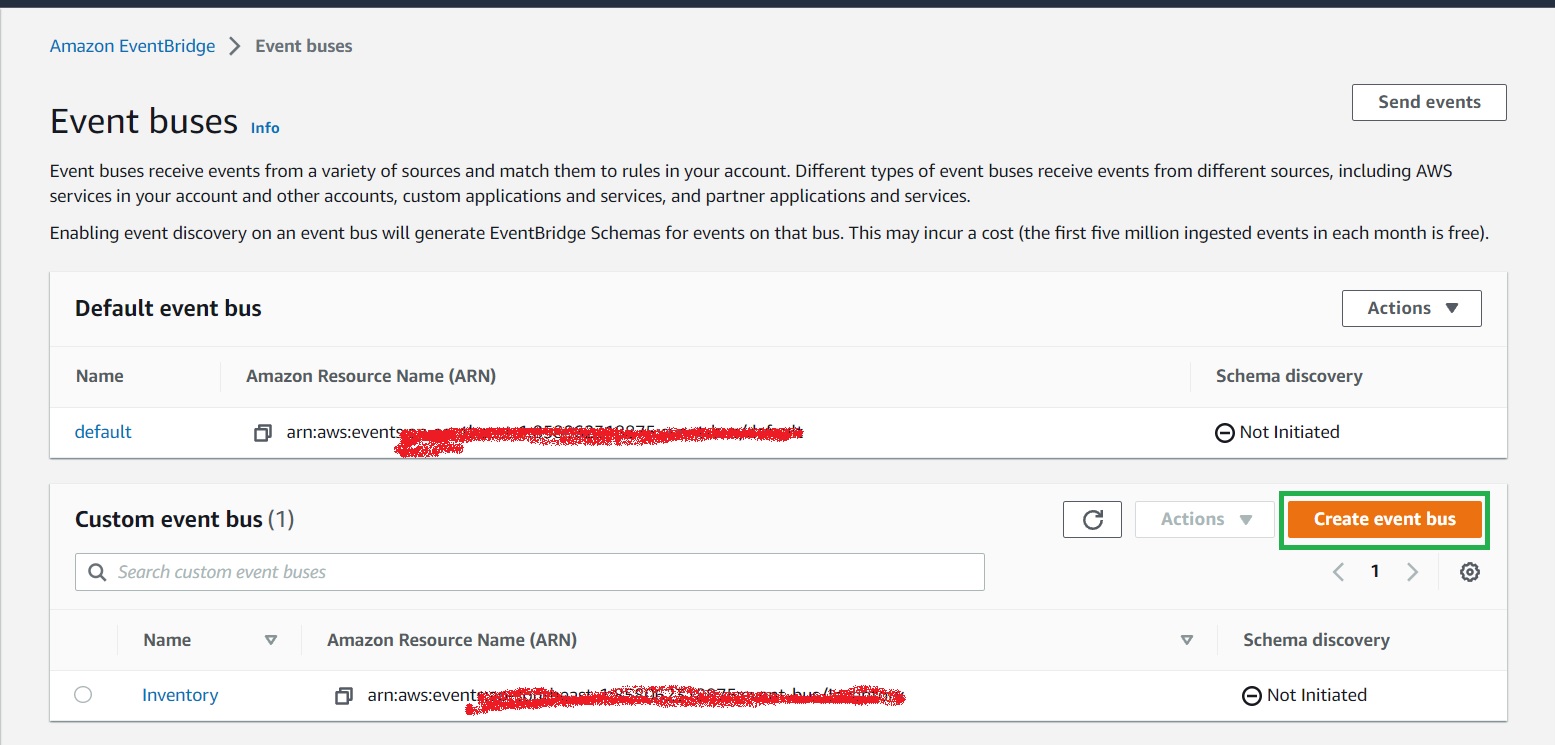 Amazon EventBridge > Event buses
Send events
Event buses Info
Event buses receive events from a variety of sources and match them to rules in your account. Different types of event buses receive events from different sources, including AWS
services in your account and other accounts, custom applications and services, and partner applications and services.
Enabling event discovery on an event bus will generate EventBridge Schemas for events on that bus. This may incur a cost (the first five million ingested events in each month is free).
Default event bus Actions
Name Amazon Resource Name (ARN) Schema discovery
default arn:aws:events Not Initiated
Custom event bus (1) Actions Create event bus
Search custom event buses 1
Name Amazon Resource Name (ARN) Schema discovery
Inventory arn:aws:events Not Initiated